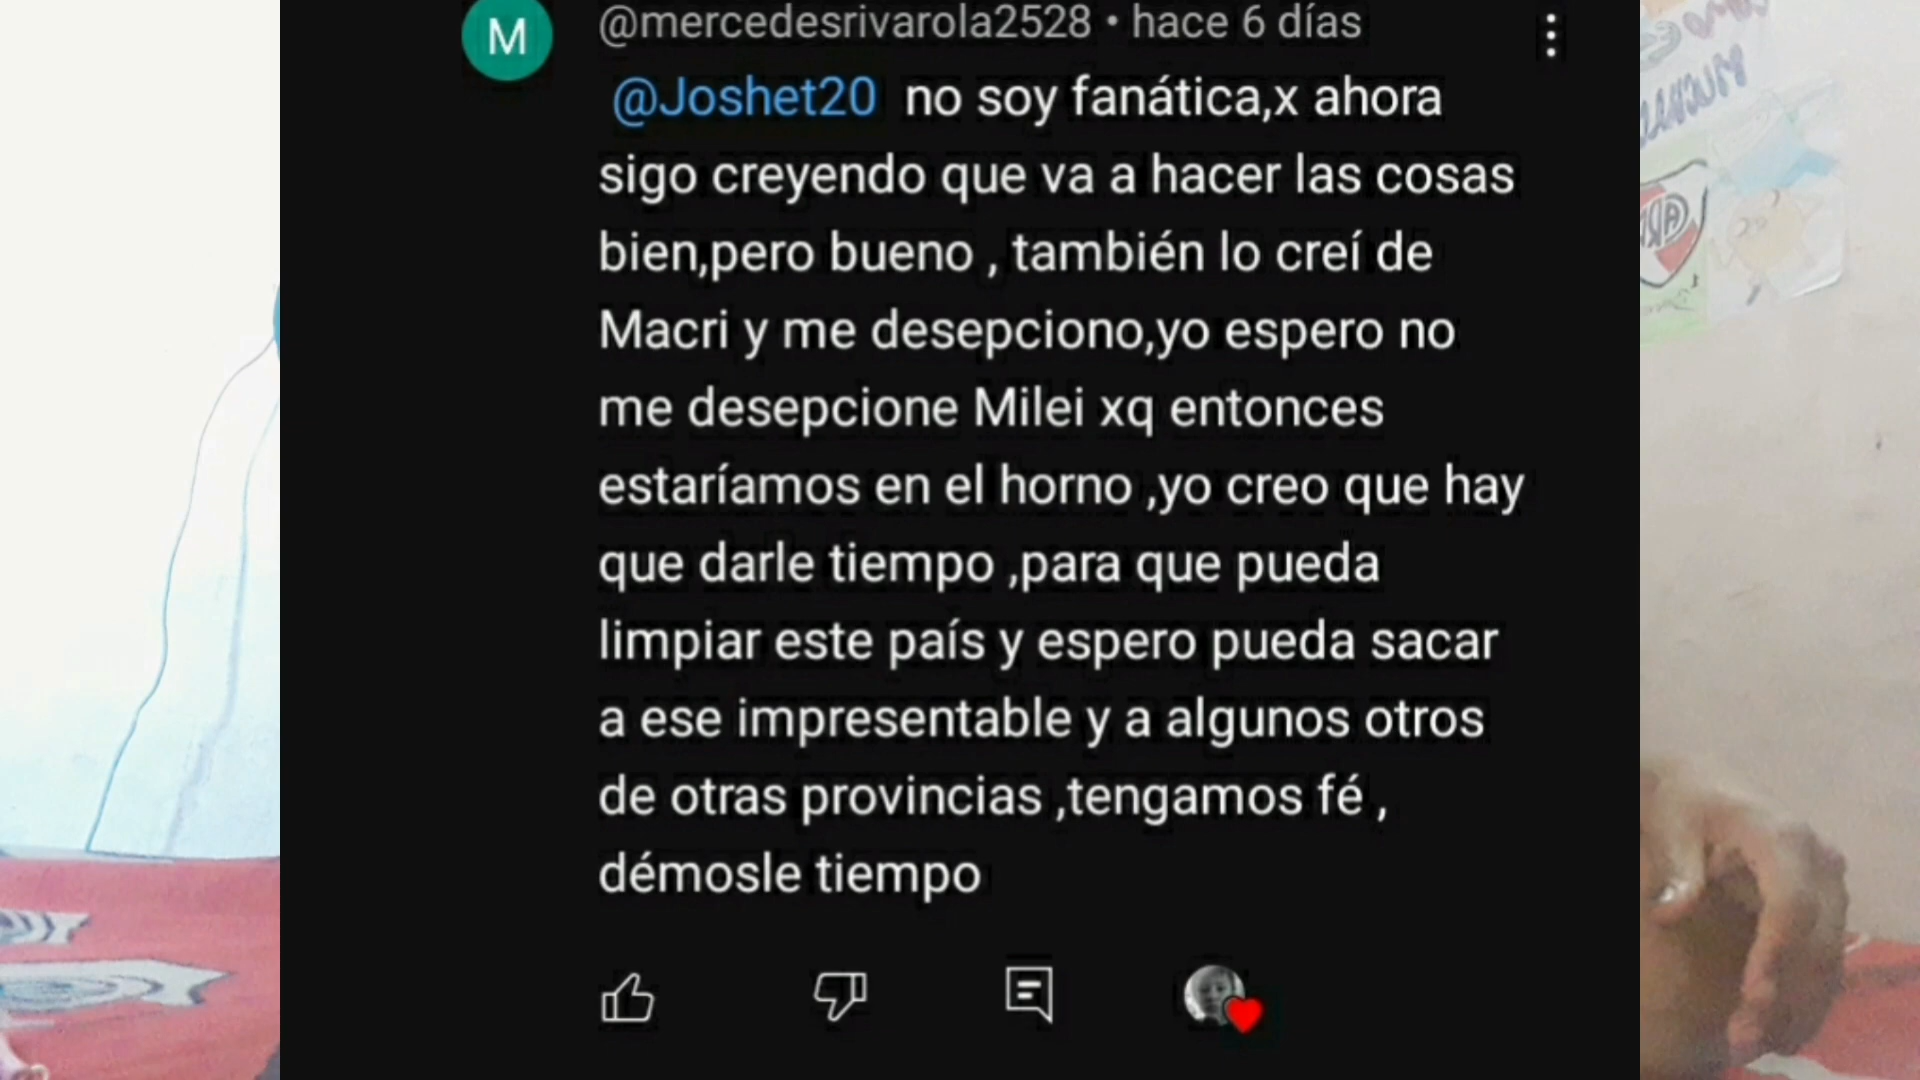 M
@mercedesrivarola2528 • hace 6 días
@Joshet20 no soy fanática,x ahora
sigo creyendo que va a hacer las cosas
bien,pero bueno , también lo creí de
Macri y me desepciono,yo espero no
me desepcione Milei xq entonces
estaríamos en el horno ,yo creo que hay
que darle tiempo ,para que pueda
limpiar este país y espero pueda sacar
a ese impresentable y a algunos otros
de otras provincias ,tengamos fé ,
démosle tiempo